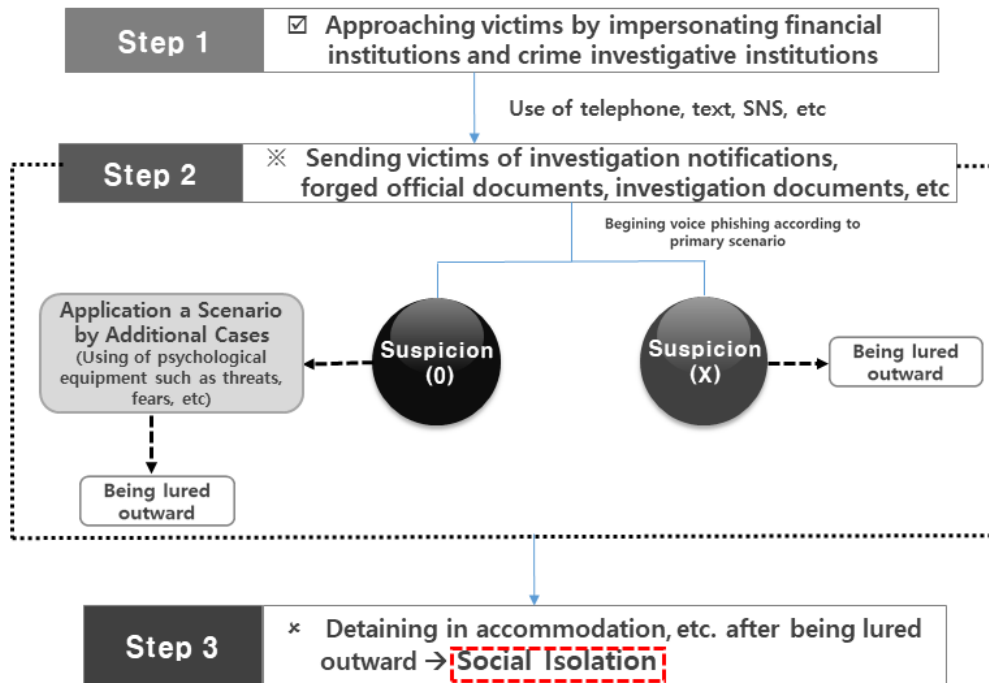 Step 1
☑ Approaching victims by impersonating financial
institutions and crime investigative institutions
Use of telephone, text, SNS, etc
Step 2
※ Sending victims of investigation notifications,
forged official documents, investigation documents, etc
Begining voice phishing according to
primary scenario
Application a Scenario
by Additional Cases
(Using of psychological
equipment such as threats,
fears, etc)
Suspicion
(0)
Suspicion
(X)
Being lured
outward
Being lured
outward
Step 3
× Detaining in accommodation, etc. after being lured
outward → Social Isolation